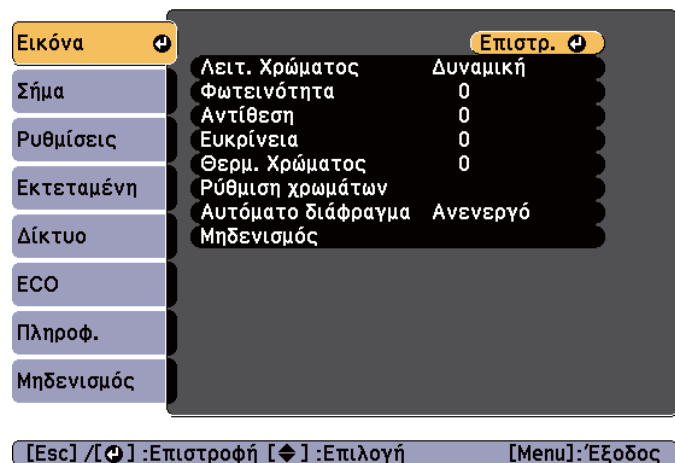 Εικόνα
Σήμα
Ρυθμίσεις
Εκτεταμένη
Δίκτυο
ECO
Πληροφ.
Μηδενισμός
Επιστρ.
Λειτ. Χρώματος Δυναμική
Φωτεινότητα 0
Αντίθεση 0
Ευκρίνεια 0
Θερμ. Χρώματος 0
Ρύθμιση χρωμάτων
Αυτόματο διάφραγμα Ανενεργό
Μηδενισμός
[Esc] /[⏎] :Επιστροφή [◆] :Επιλογή [Menu]:Έξοδος